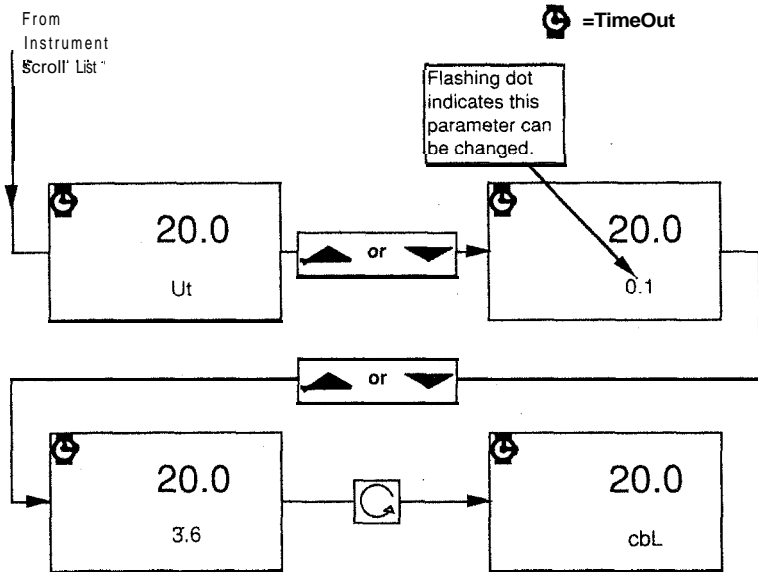 From
Instrument
"Scroll" List"
=TimeOut
Flashing dot
indicates this
parameter can
be changed.
20.0
Ut
or
20.0
0.1
or
20.0
3.6
20.0
cbL